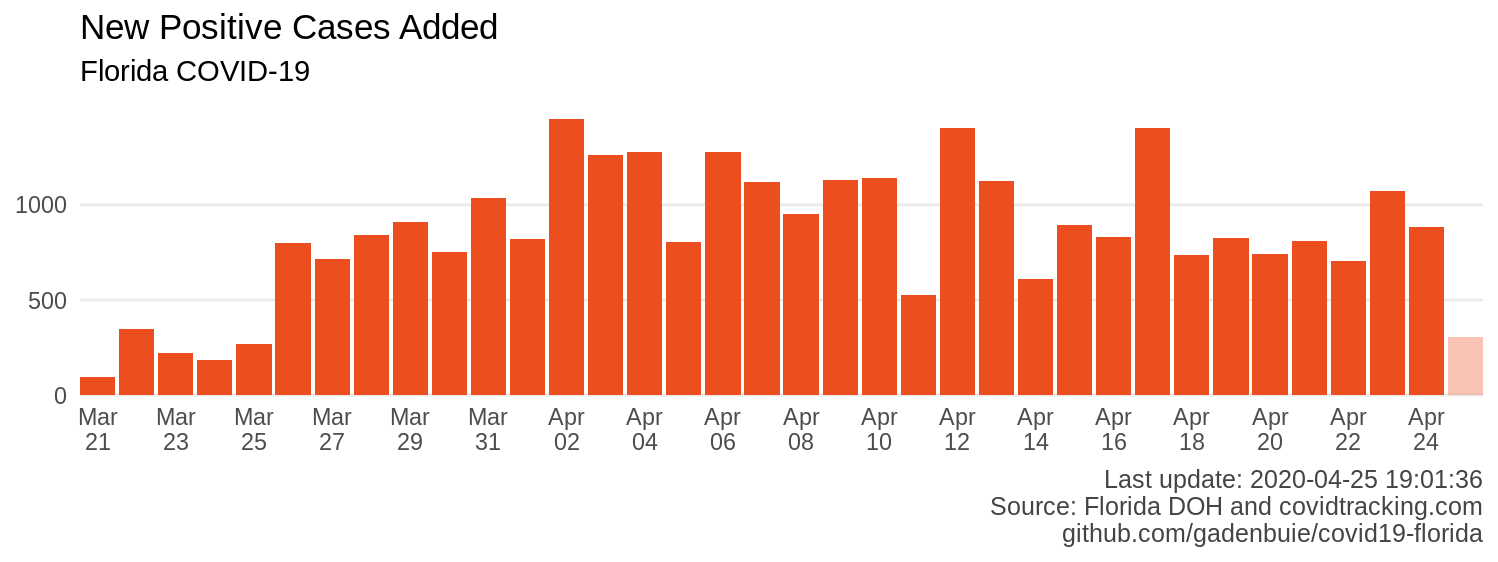 New Positive Cases Added
Florida COVID-19
1000
500
0
Mar Mar Mar Mar Mar Mar Apr Apr Apr Apr Apr Apr Apr Apr Apr Apr Apr Apr
21 23 25 27 29 31 02 04 06 08 10 12 14 16 18 20 22 24
Last update: 2020-04-25 19:01:36
Source: Florida DOH and covidtracking.com
github.com/gadenbuie/covid19-florida